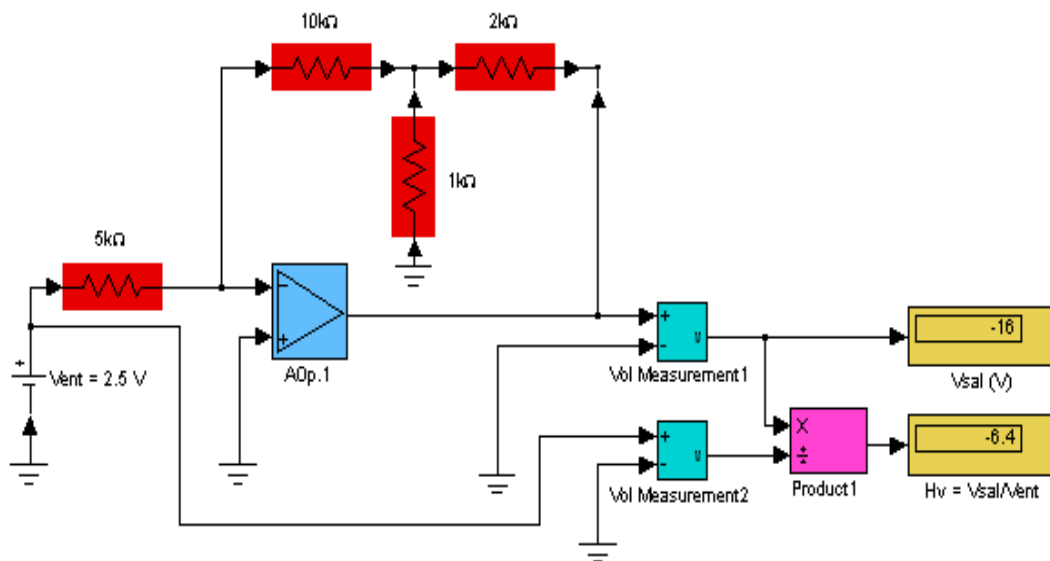 10kΩ
2kΩ
1kΩ
5kΩ
−
+
AOp.1
+
Vent = 2.5 V
+
-
v
Vol Measurement1
-16
Vsal (V)
+
-
v
Vol Measurement2
×
÷
Product1
-6.4
Hv = Vsal/Vent